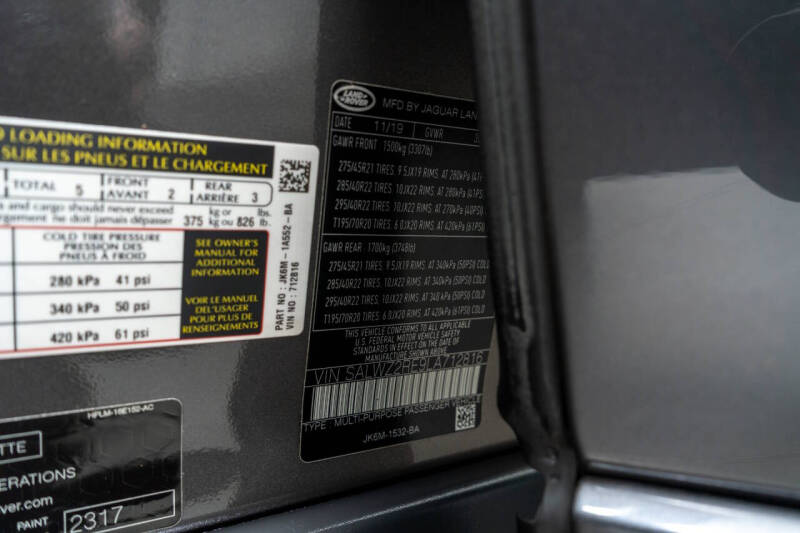 D LOADING INFORMATION
SUR LES PNEUS ET LE CHARGEMENT
TOTAL 5 FRONT AVANT 2 REAR ARRIÈRE 3
s and cargo should never exceed
argement ne doit jamais dépasser 375 kg or kg ou 826 lbs. lb.
COLD TIRE PRESSURE
PRESSION DES
PNEUS À FROID
280 kPa 41 psi
340 kPa 50 psi
420 kPa 61 psi
SEE OWNER'S
MANUAL FOR
ADDITIONAL
INFORMATION
VOIR LE MANUEL
DEL'USAGER
POUR PLUS DE
RENSEIGNEMENTS
PART NO : JK6M-1A552-BA
VIN NO : 712816
LAND ROVER
MFD BY JAGUAR LAN
DATE 11/19 GVWR
GAWR FRONT 1500kg (3307lb)
275/45R21 TIRES. 9.5JX19 RIMS. AT 280kPa (41P
285/40R22 TIRES. 10JX22 RIMS. AT 280kPa (41PS
295/40R22 TIRES. 10JX22 RIMS. AT 270kPa (40PSI)
T195/70R20 TIRES. 6.0JX20 RIMS. AT 420kPa (61PSI)
GAWR REAR 1700kg (3748lb)
275/45R21 TIRES. 9.5JX19 RIMS. AT 340kPa (50PSI) COLD
285/40R22 TIRES. 10JX22 RIMS. AT 340kPa (50PSI) COLD
295/40R22 TIRES. 10JX22 RIMS. AT 340kPa (50PSI) COLD
T195/70R20 TIRES. 6.0JX20 RIMS. AT 420kPa (61PSI) COLD
THIS VEHICLE CONFORMS TO ALL APPLICABLE
U.S. FEDERAL MOTOR VEHICLE SAFETY
STANDARDS IN EFFECT ON THE DATE OF
MANUFACTURE SHOWN ABOVE.
VIN SALWZ2RE9LA712816
TYPE : MULTI-PURPOSE PASSENGER VEHICLE
JK6M-1532-BA
HPLM-16E152-AC
TTE
ERATIONS
over.com
PAINT 2317